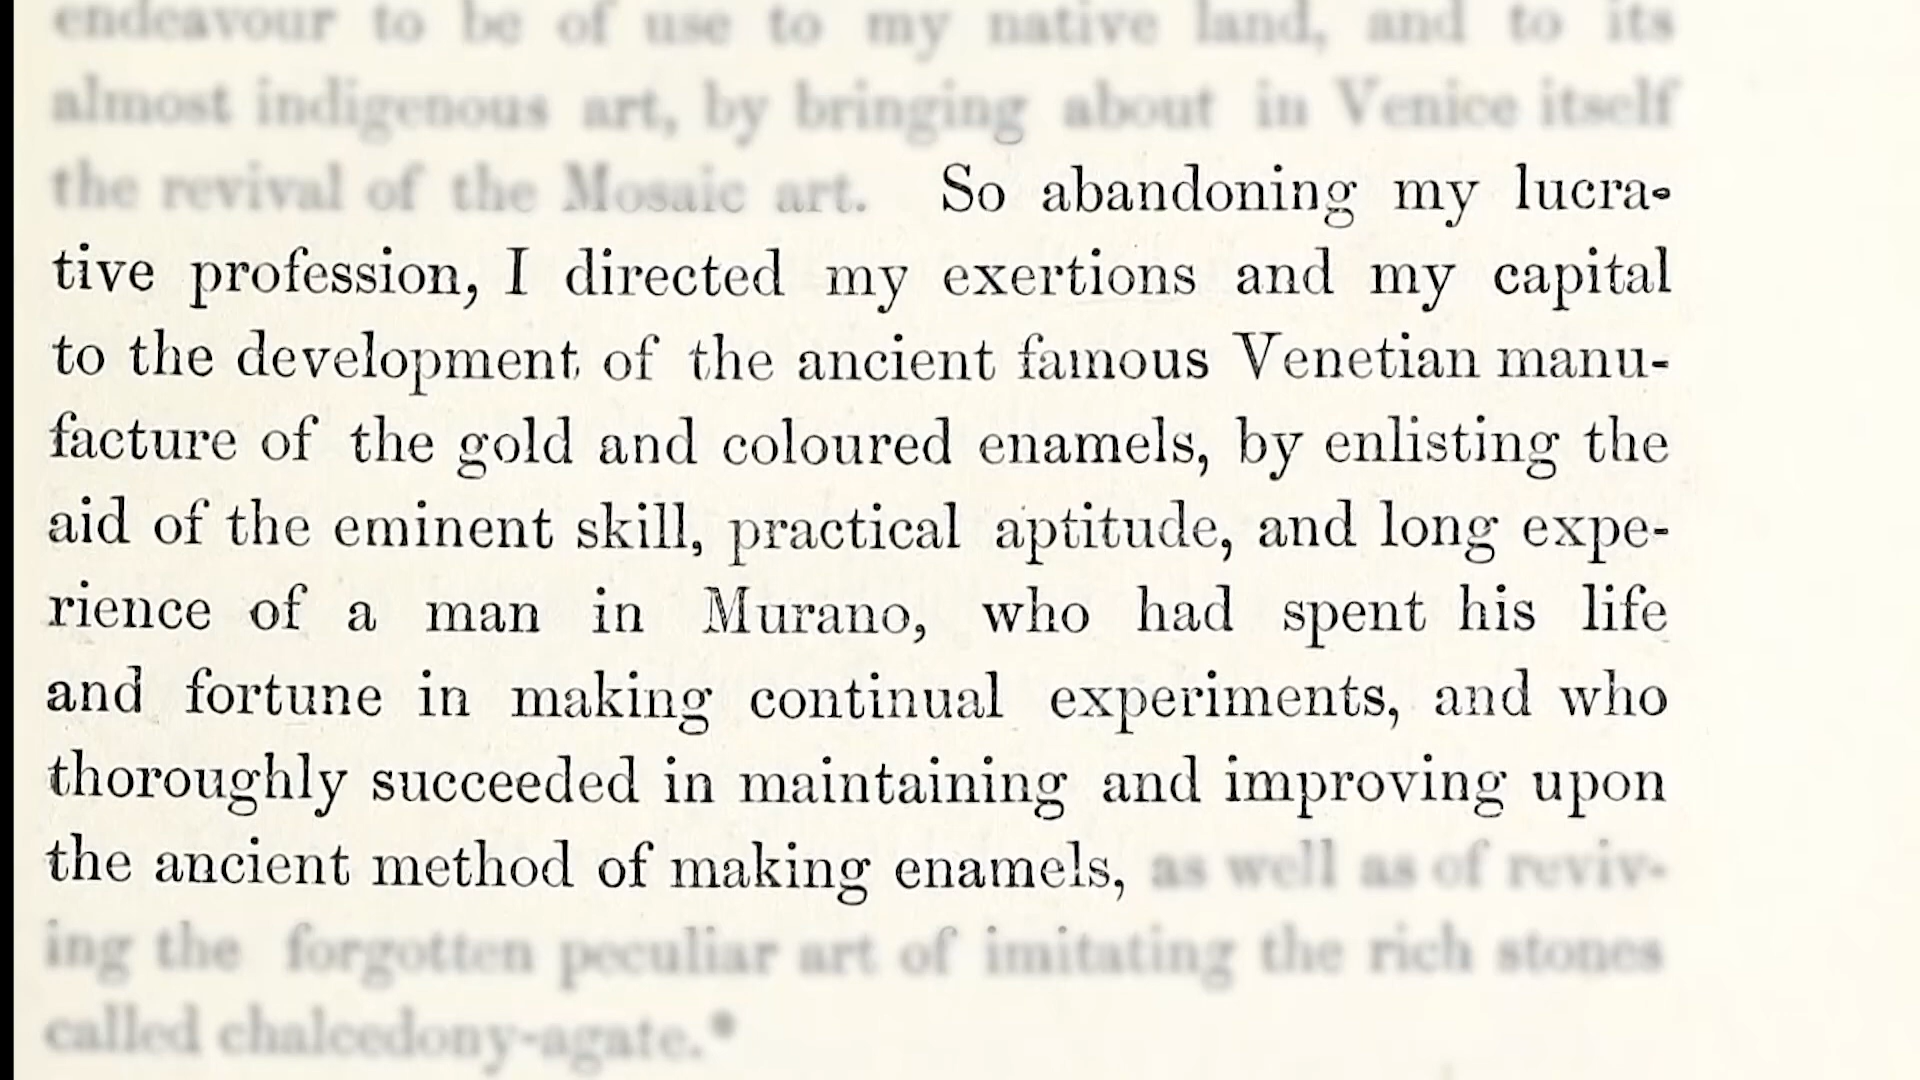 endeavour to be of use to my native land, and to its
almost indigenous art, by bringing about in Venice itself
the revival of the Mosaic art. So abandoning my lucra-
tive profession, I directed my exertions and my capital
to the development of the ancient famous Venetian manu-
facture of the gold and coloured enamels, by enlisting the
aid of the eminent skill, practical aptitude, and long expe-
rience of a man in Murano, who had spent his life
and fortune in making continual experiments, and who
thoroughly succeeded in maintaining and improving upon
the ancient method of making enamels, as well as of reviv-
ing the forgotten peculiar art of imitating the rich stones
called chalcedony-agate.*